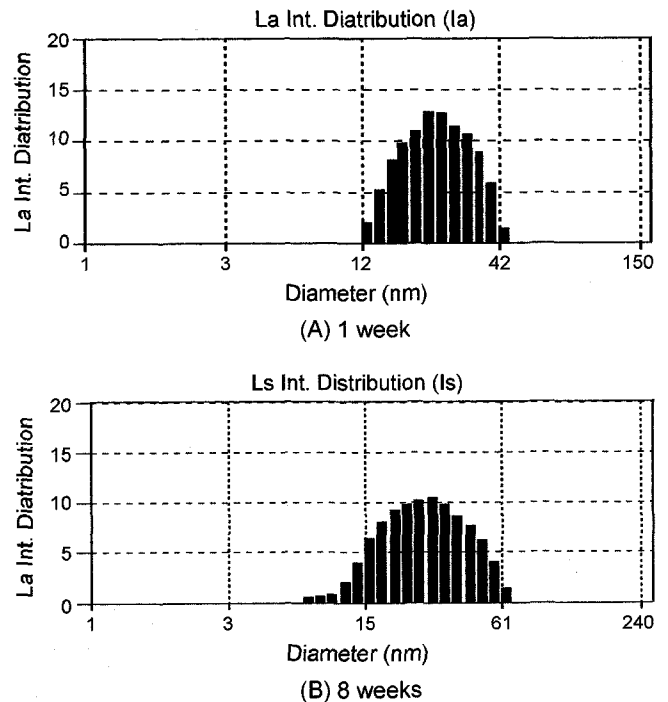 La Int. Diatribution (Ia)
La Int. Diatribution
20
15
10
5
0
1 3 12 42 150
Diameter (nm)
(A) 1 week
Ls Int. Distribution (Is)
La Int. Diatribution
20
15
10
5
0
1 3 15 61 240
Diameter (nm)
(B) 8 weeks